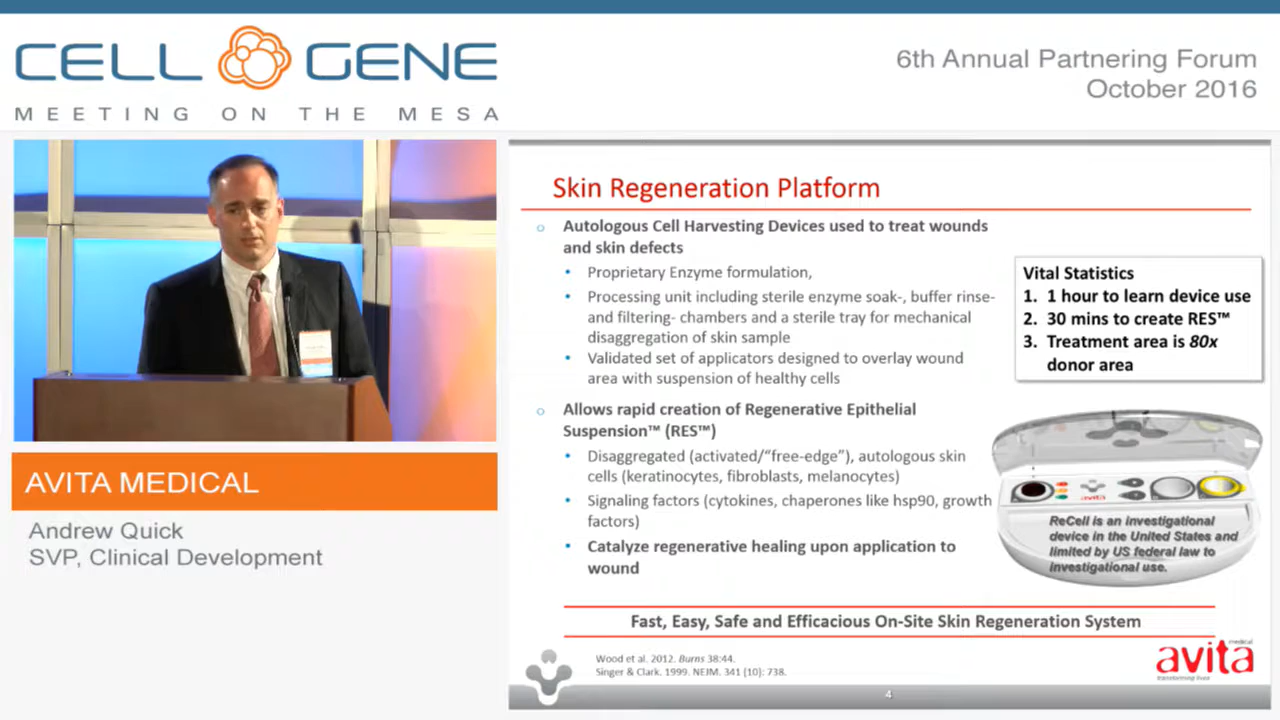 CELL GENE
MEETING ON THE MESA
6th Annual Partnering Forum
October 2016
AVITA MEDICAL
Andrew Quick
SVP, Clinical Development
Skin Regeneration Platform
Autologous Cell Harvesting Devices used to treat wounds
and skin defects
• Proprietary Enzyme formulation,
• Processing unit including sterile enzyme soak-, buffer rinse-
and filtering- chambers and a sterile tray for mechanical
disaggregation of skin sample
• Validated set of applicators designed to overlay wound
area with suspension of healthy cells
Allows rapid creation of Regenerative Epithelial
Suspension™ (RES™)
• Disaggregated (activated/“free-edge”), autologous skin
cells (keratinocytes, fibroblasts, melanocytes)
• Signaling factors (cytokines, chaperones like hsp90, growth
factors)
• Catalyze regenerative healing upon application to
wound
Vital Statistics
1. 1 hour to learn device use
2. 30 mins to create RES™
3. Treatment area is 80x
donor area
avita
ReCell is an investigational
device in the United States and
limited by US federal law to
investigational use.
Fast, Easy, Safe and Efficacious On-Site Skin Regeneration System
Wood et al. 2012. Burns 38:44.
Singer & Clark. 1999. NEJM. 341 (10): 738.
avita medical
transforming lives
4